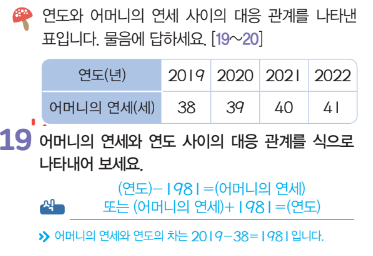 연도와 어머니의 연세 사이의 대응 관계를 나타낸
표입니다. 물음에 답하세요. [19~20]
연도(년) 2019 2020 2021 2022
어머니의 연세(세) 38 39 40 41
19 어머니의 연세와 연도 사이의 대응 관계를 식으로
나타내어 보세요.
(연도)-1981=(어머니의 연세)
또는 (어머니의 연세)+1981=(연도)
≫ 어머니의 연세와 연도의 차는 2019-38=1981입니다.